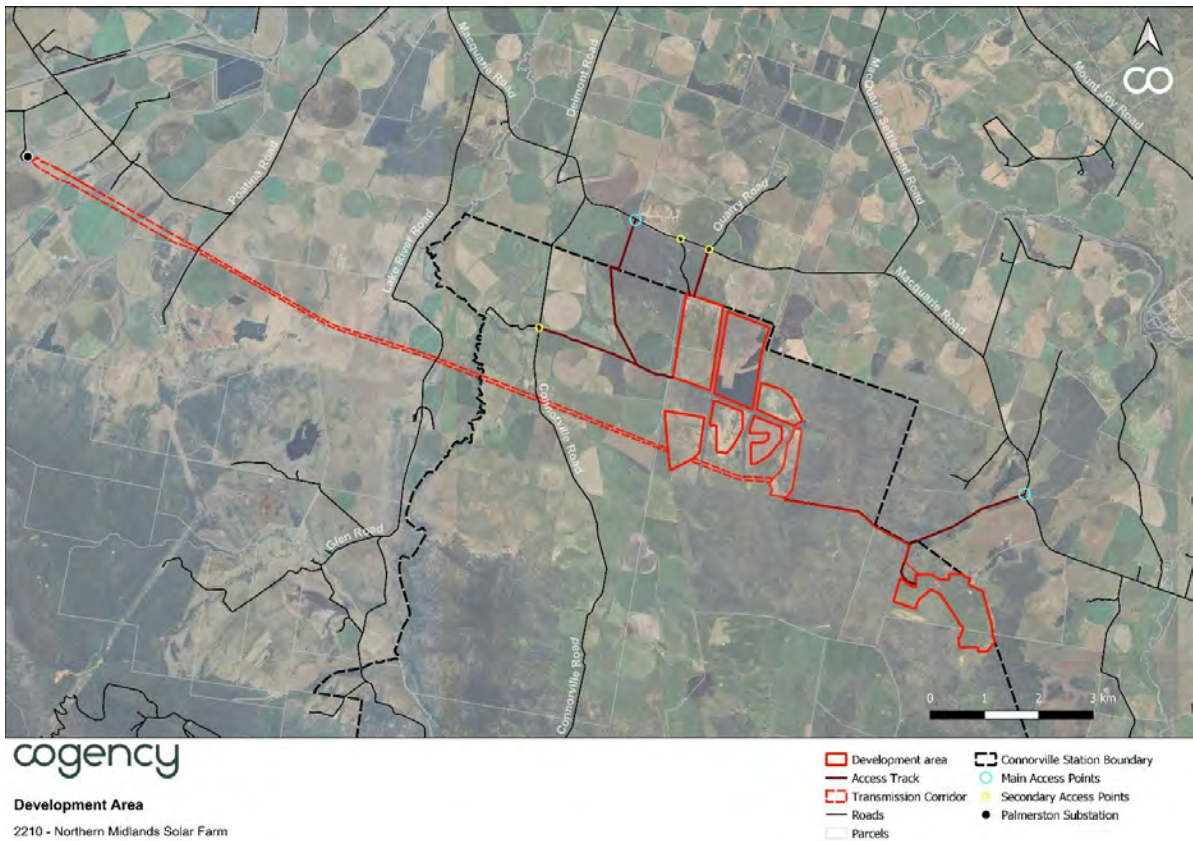 Macquarie Road
Delmont Road
Mount Joy Road
CO
Macquarie Settlement Road
Poatina Road
Quarry Road
Lake River Road
Macquarie Road
Connorville Road
Glen Road
Connorville Road
0 1 2 3 km
cogency
Development Area
2210 - Northern Midlands Solar Farm
Development area
Access Track
Transmission Corridor
Roads
Parcels
Connorville Station Boundary
Main Access Points
Secondary Access Points
Palmerston Substation